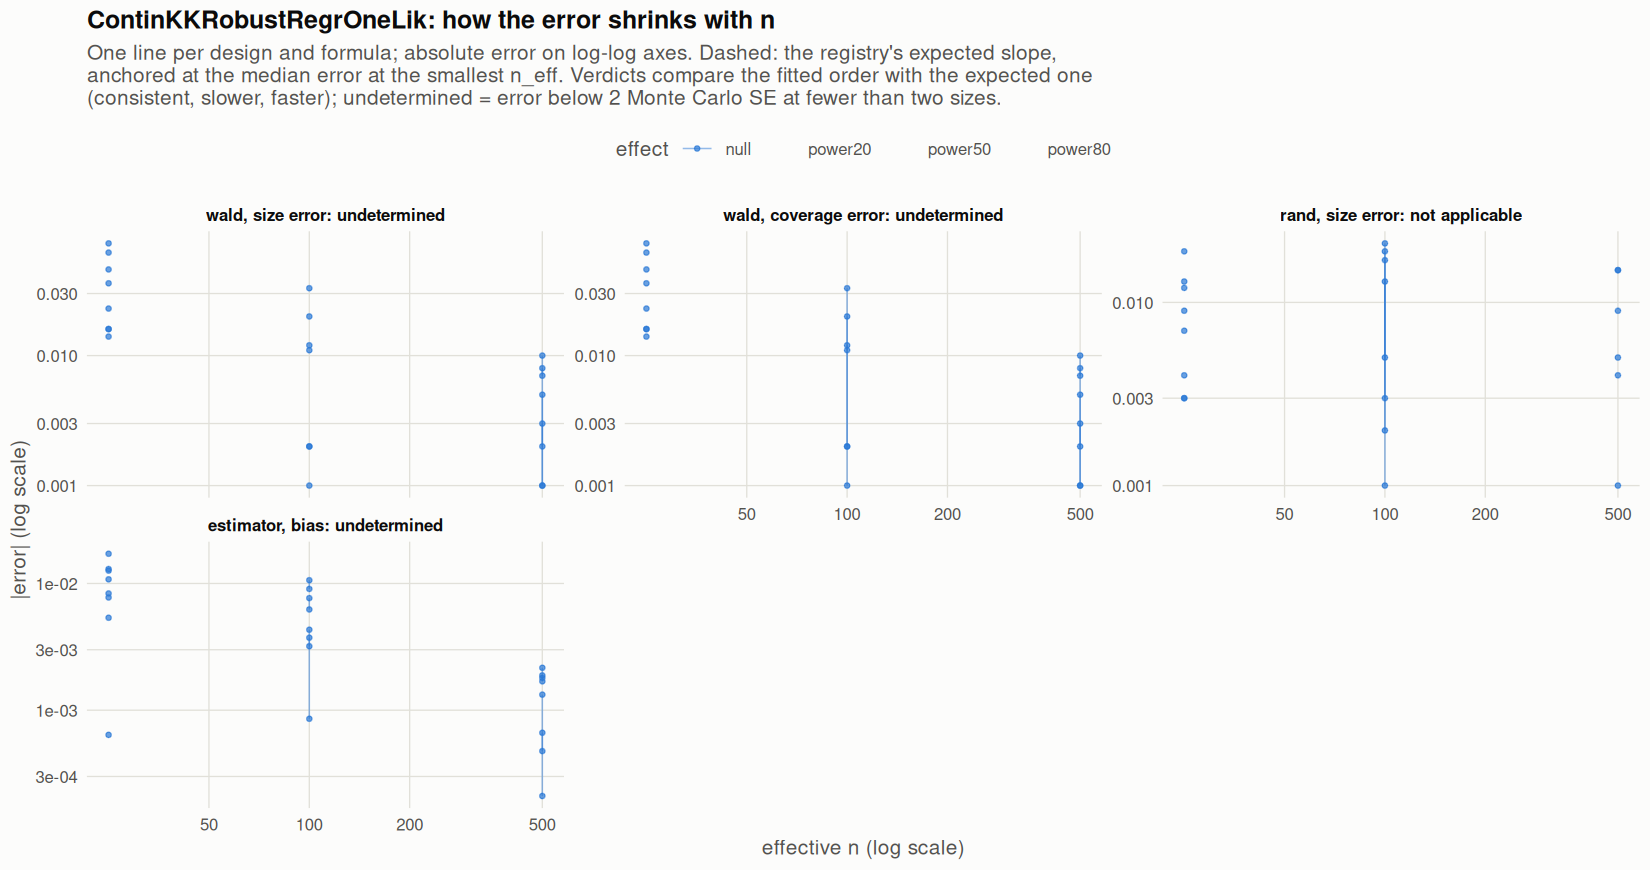 ContinKKRobustRegrOneLik: how the error shrinks with n
One line per design and formula; absolute error on log-log axes. Dashed: the registry's expected slope,
anchored at the median error at the smallest n_eff. Verdicts compare the fitted order with the expected one
(consistent, slower, faster); undetermined = error below 2 Monte Carlo SE at fewer than two sizes.
effect null power20 power50 power80
wald, size error: undetermined
0.030
0.010
0.003
0.001
wald, coverage error: undetermined
0.030
0.010
0.003
0.001
50 100 200 500
rand, size error: not applicable
0.010
0.003
0.001
50 100 200 500
estimator, bias: undetermined
1e-02
3e-03
1e-03
3e-04
50 100 200 500
|error| (log scale)
effective n (log scale)